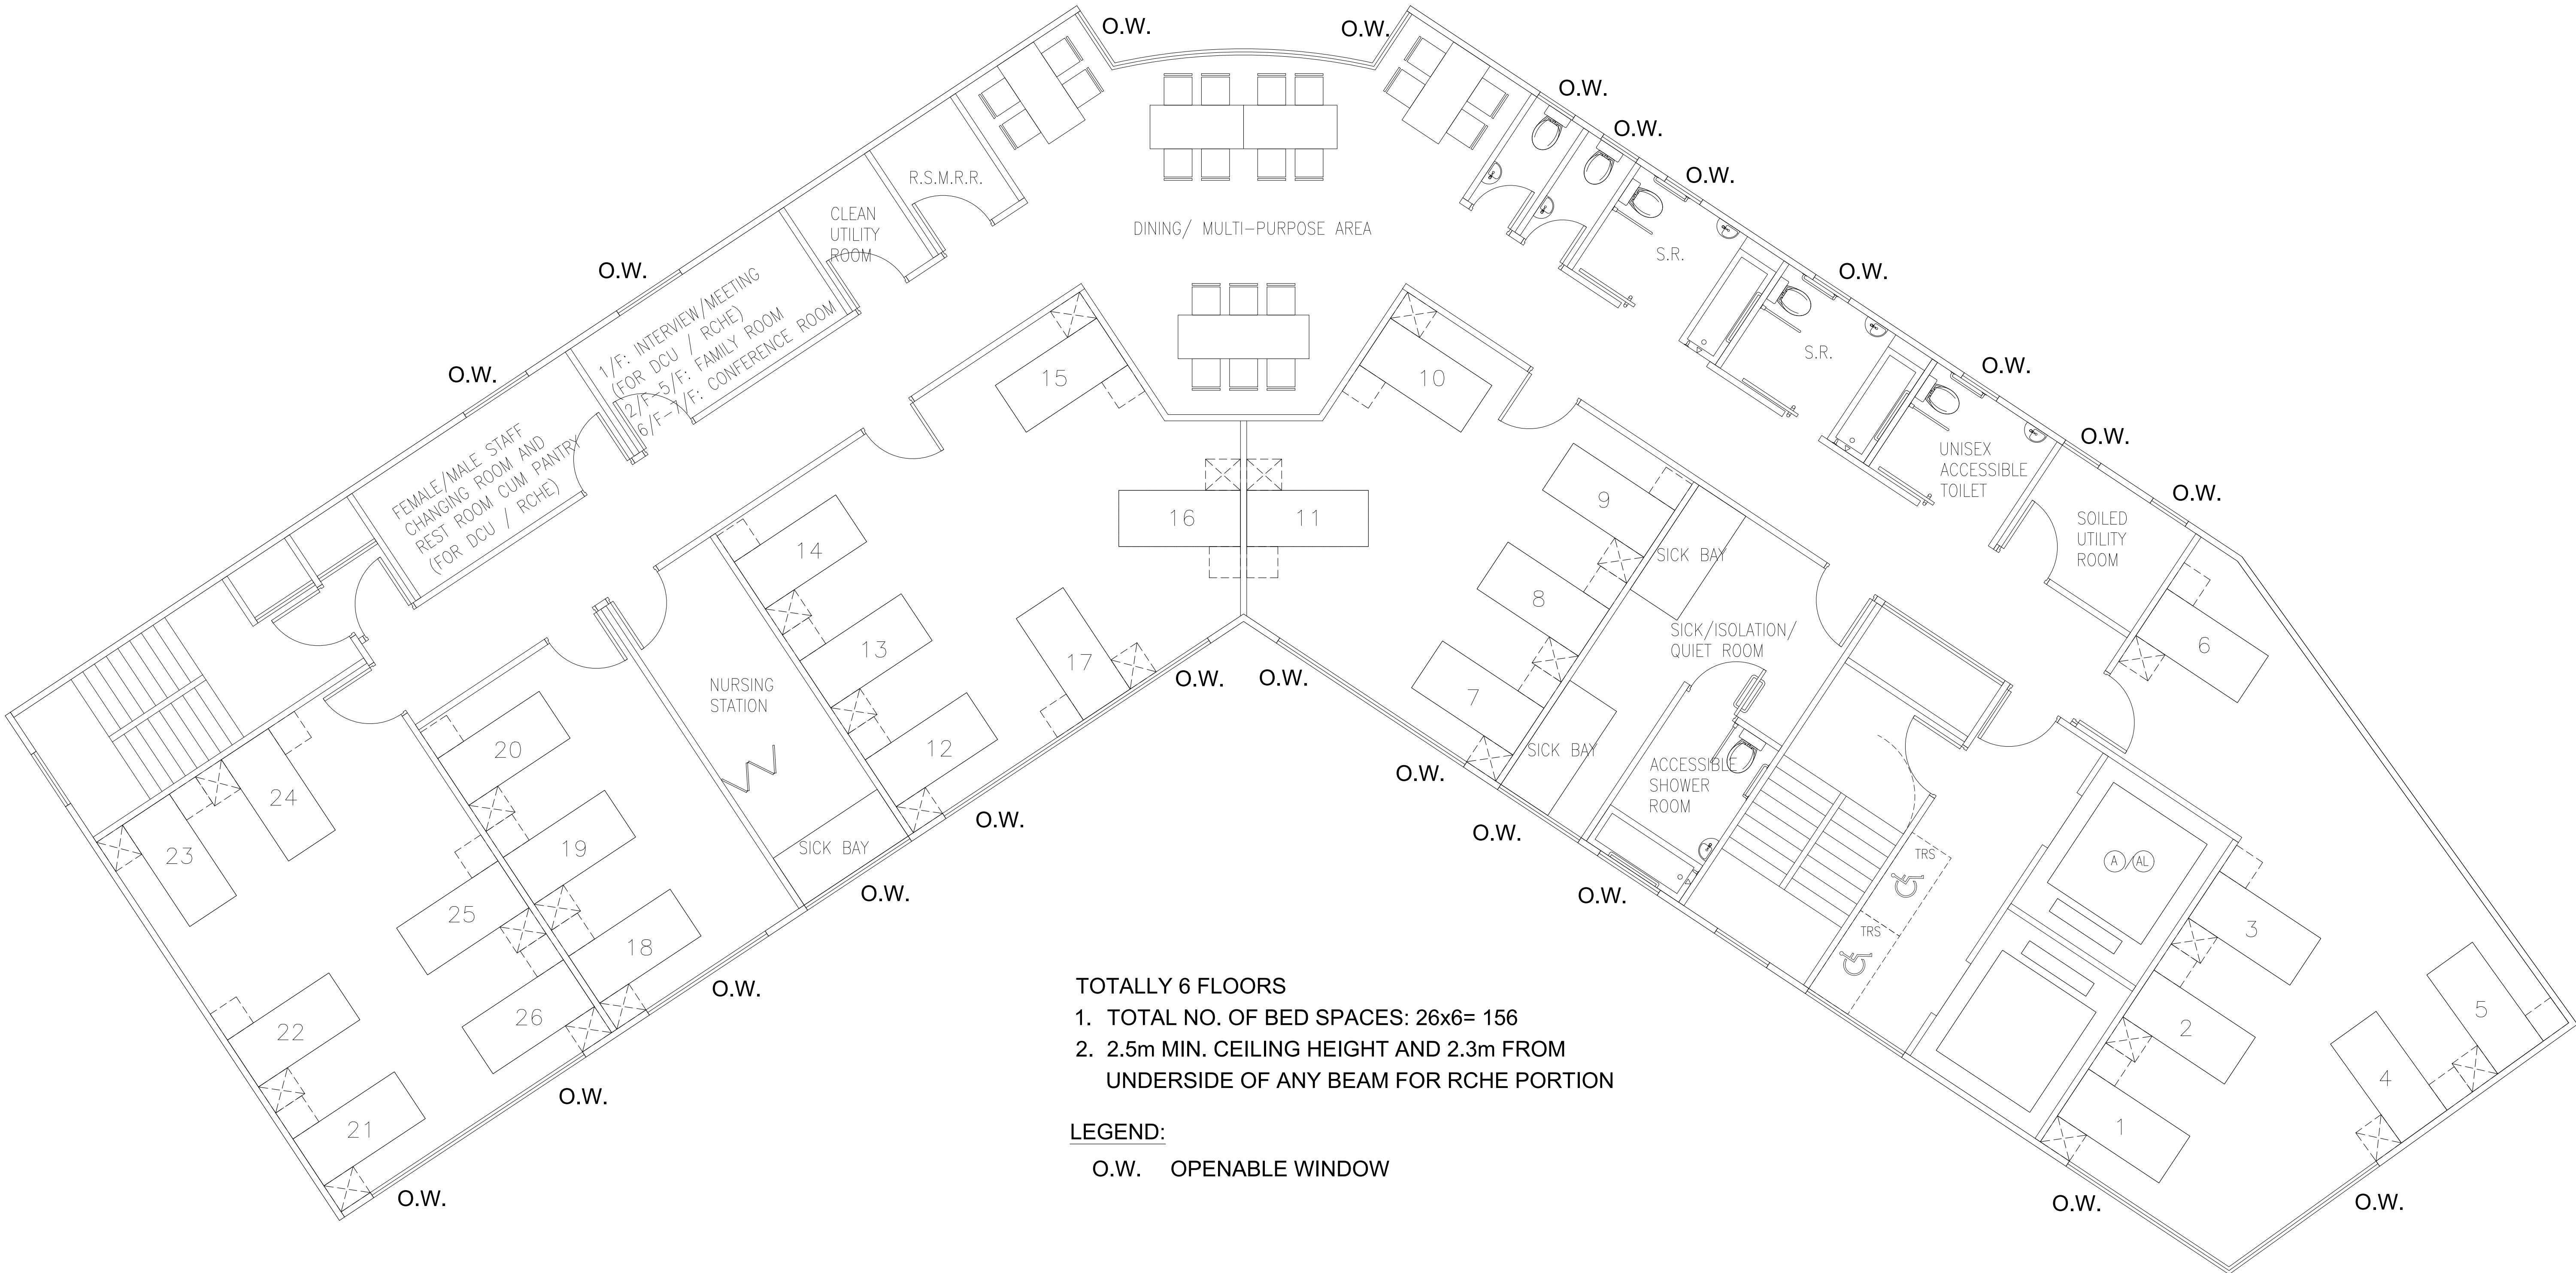 O.W.
O.W.
O.W.
O.W.
O.W.
R.S.M.R.R.
CLEAN
UTILITY
ROOM
DINING/ MULTI-PURPOSE AREA
S.R.
O.W.
O.W.
1/F: INTERVIEW/MEETING
(FOR DCU / RCHE)
2/F-5/F: FAMILY ROOM
6/F-7/F: CONFERENCE ROOM
S.R.
O.W.
O.W.
15
10
FEMALE/MALE STAFF
CHANGING ROOM AND
REST ROOM CUM PANTRY
(FOR DCU / RCHE)
O.W.
UNISEX
ACCESSIBLE
TOILET
O.W.
9
16
11
14
SICK BAY
SOILED
UTILITY
ROOM
8
13
SICK/ISOLATION/
QUIET ROOM
6
17
O.W.
O.W.
7
NURSING
STATION
20
12
SICK BAY
ACCESSIBLE
SHOWER
ROOM
O.W.
24
O.W.
O.W.
23
19
SICK BAY
TRS
A
/
AL
O.W.
O.W.
25
18
TRS
3
O.W.
26
22
2
5
TOTALLY 6 FLOORS
1. TOTAL NO. OF BED SPACES: 26x6= 156
2. 2.5m MIN. CEILING HEIGHT AND 2.3m FROM
UNDERSIDE OF ANY BEAM FOR RCHE PORTION
O.W.
4
21
1
LEGEND:
O.W. OPENABLE WINDOW
O.W.
O.W.
O.W.